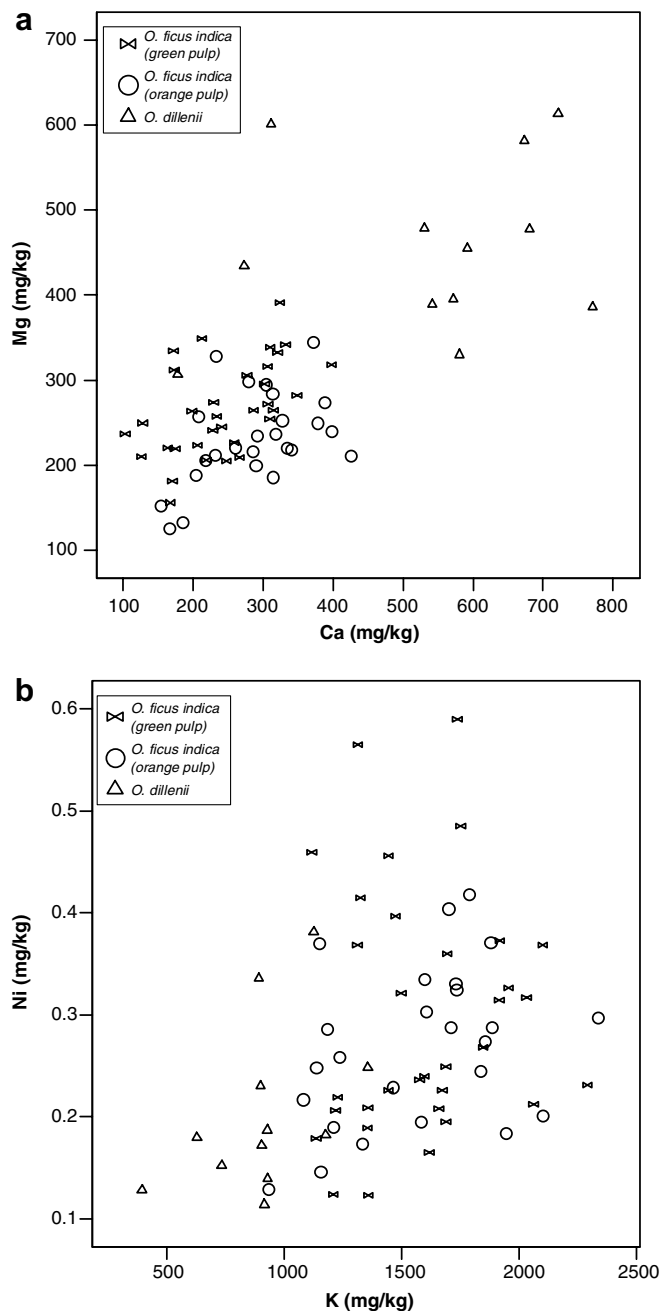 a
700
600
500
400
300
200
100
Mg (mg/kg)
O. ficus indica
(green pulp)
O. ficus indica
(orange pulp)
O. dillenii
100 200 300 400 500 600 700 800
Ca (mg/kg)
b
0.6
0.5
0.4
0.3
0.2
0.1
Ni (mg/kg)
O. ficus indica
(green pulp)
O. ficus indica
(orange pulp)
O. dillenii
500 1000 1500 2000 2500
K (mg/kg)